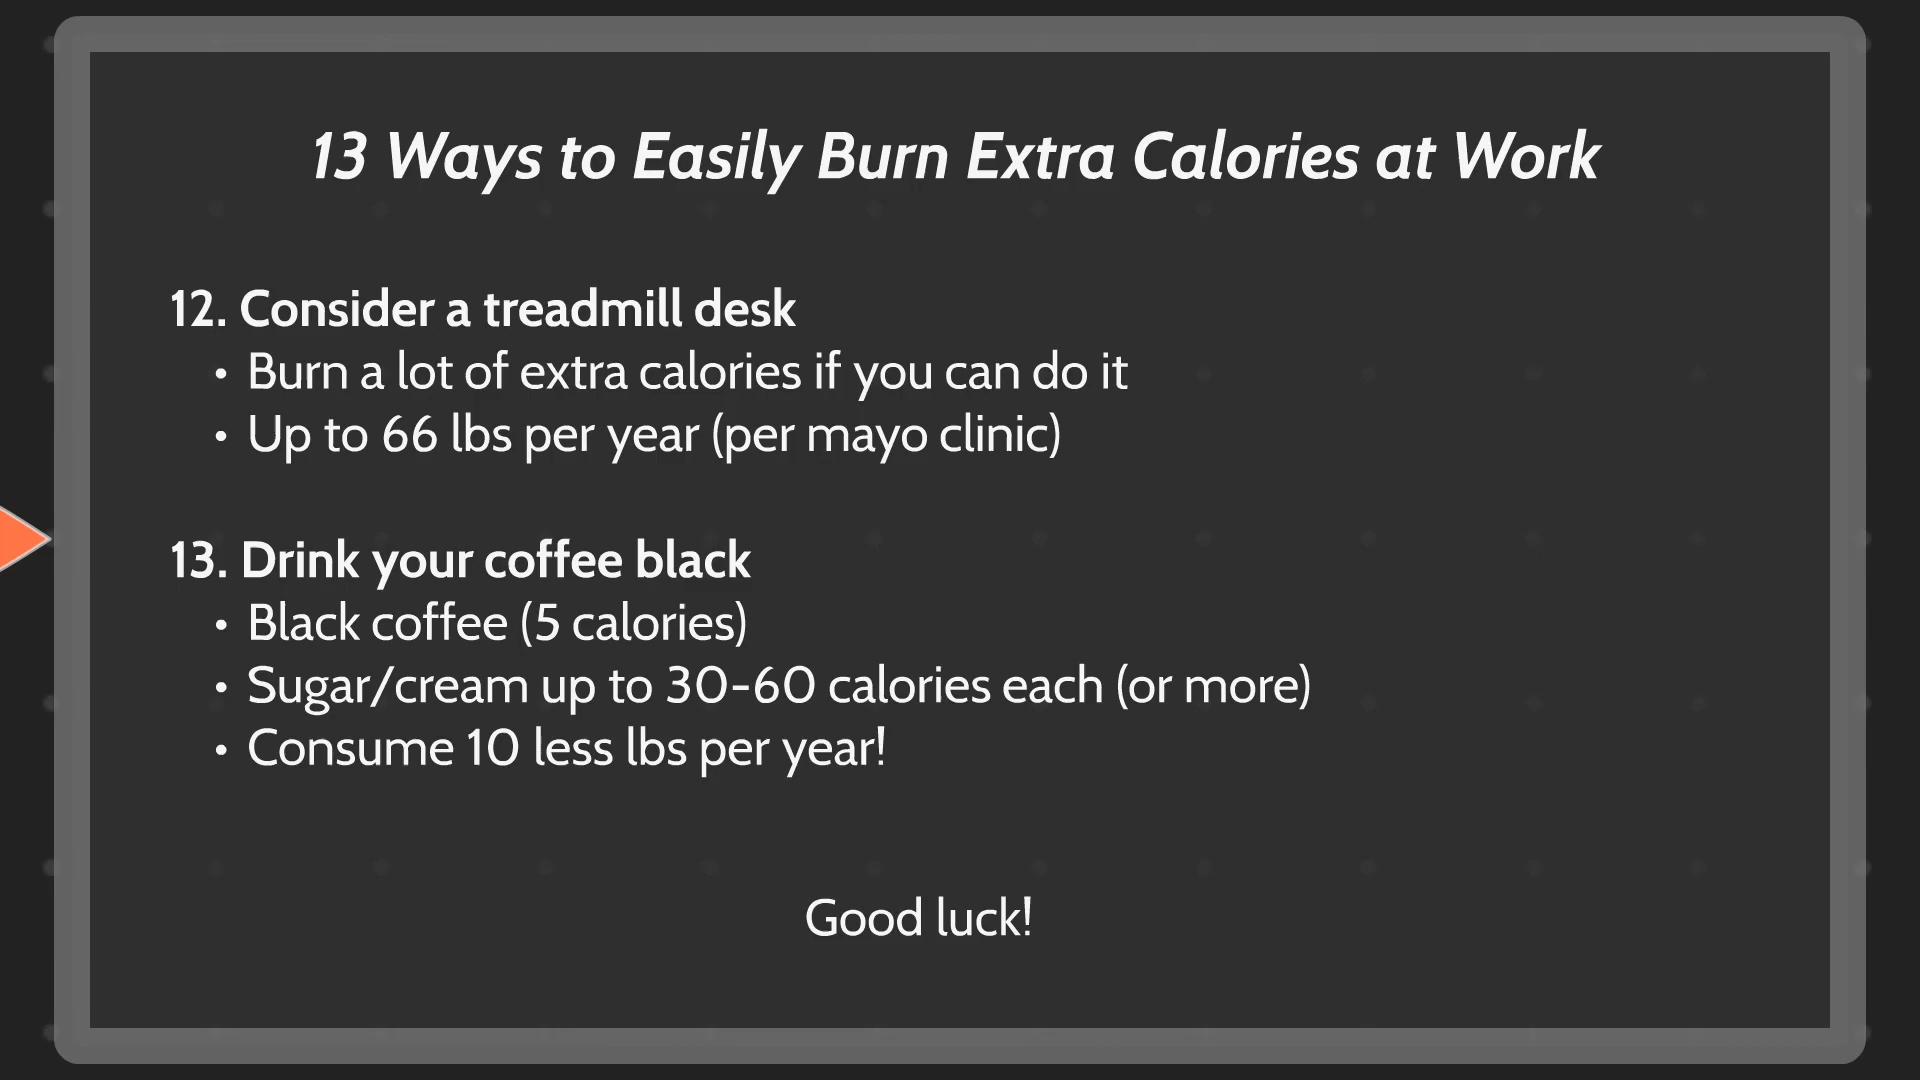 13 Ways to Easily Burn Extra Calories at Work
12. Consider a treadmill desk
• Burn a lot of extra calories if you can do it
• Up to 66 lbs per year (per mayo clinic)
13. Drink your coffee black
• Black coffee (5 calories)
• Sugar/cream up to 30-60 calories each (or more)
• Consume 10 less lbs per year!
Good luck!